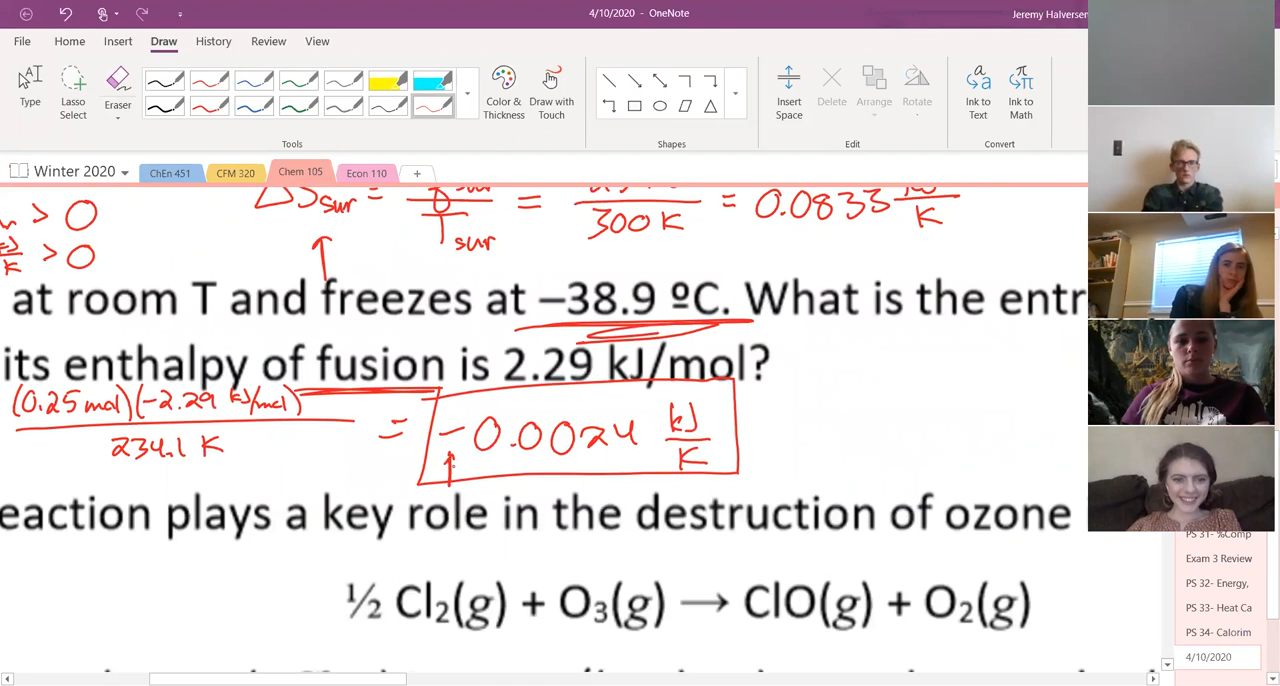 4/10/2020 - OneNote
Jeremy Halversen
File Home Insert Draw History Review View
Type
Lasso Select
Eraser
Color & Thickness
Draw with Touch
Insert Space
Delete
Arrange
Rotate
Ink to Text
Ink to Math
Tools
Shapes
Edit
Convert
Winter 2020 ChEn 451 CFM 320 Chem 105 Econ 110 +
> 0
ΔS sur = T sur = 300 K = 0.0833 kJ/K
kJ/K > 0
at room T and freezes at –38.9 ºC. What is the entr
its enthalpy of fusion is 2.29 kJ/mol?
(0.25 mol)(-2.29 kJ/mol)
234.1 K
= -0.0024 kJ/K
eaction plays a key role in the destruction of ozone
½ Cl₂(g) + O₃(g) → ClO(g) + O₂(g)
PS 31- %Comp
Exam 3 Review
PS 32- Energy,
PS 33- Heat Ca
PS 34- Calorim
4/10/2020